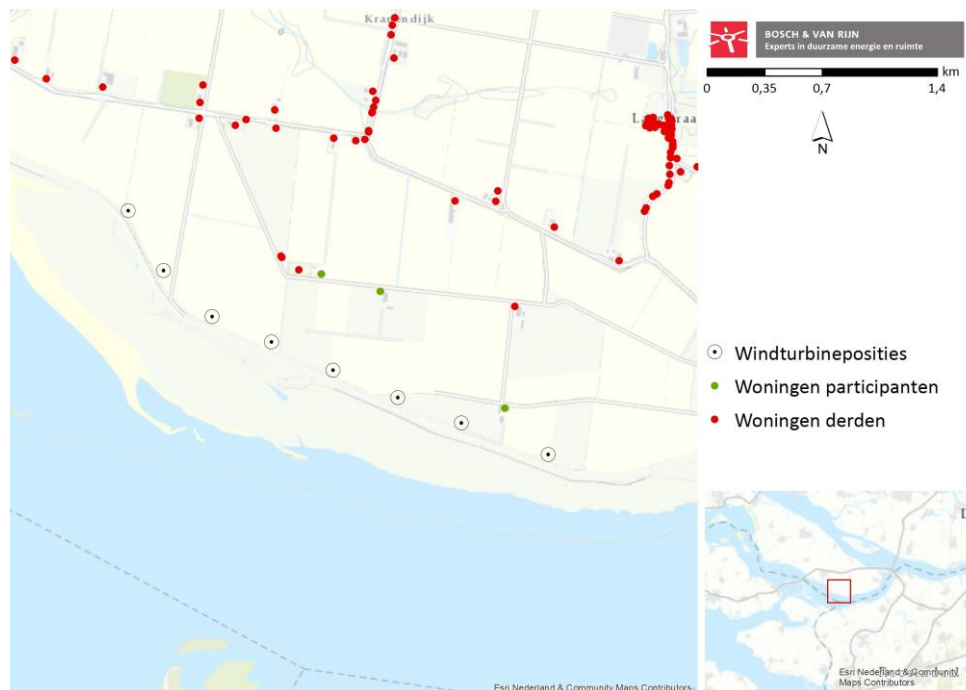 Kranendijk
BOSCH & VAN RIJN
Experts in duurzame energie en ruimte
km
0 0,35 0,7 1,4
N
Windturbineposities
Woningen participanten
Woningen derden
D
Esri Nederland & Community
Maps Contributors
Esri Nederland & Community Maps Contributors